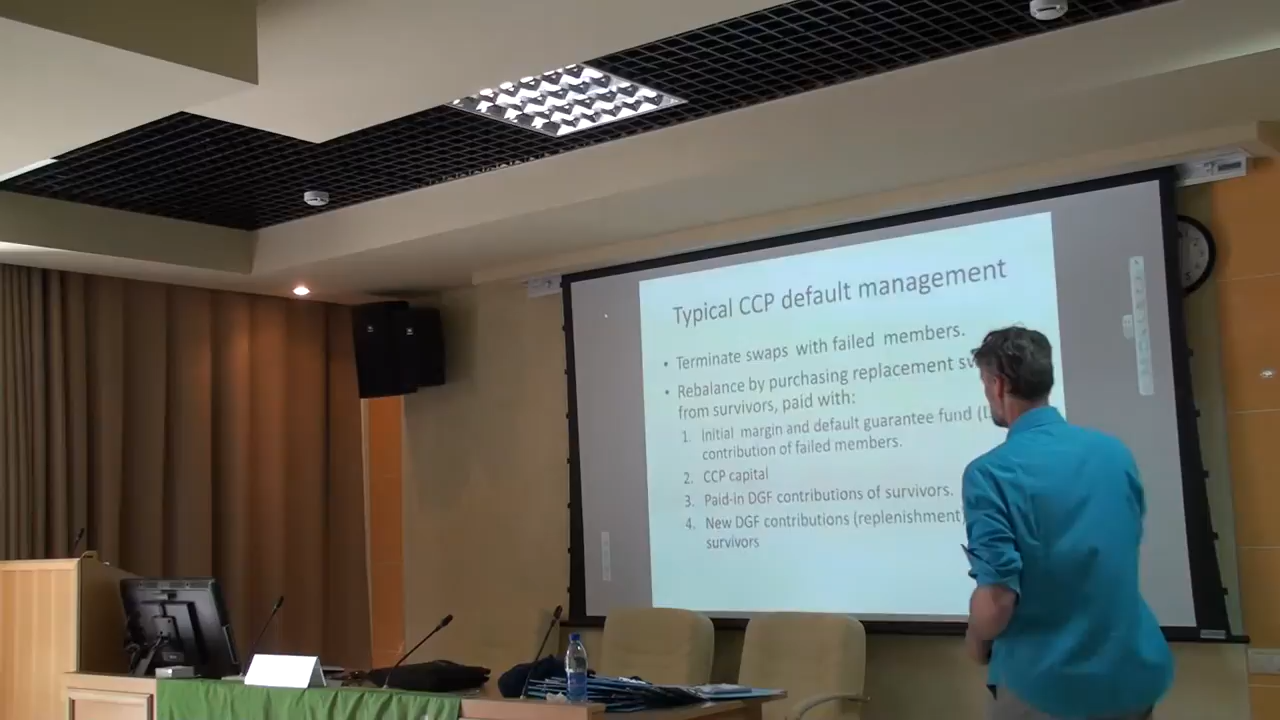 Typical CCP default management
• Terminate swaps with failed members.
• Rebalance by purchasing replacement
from survivors, paid with:
1. Initial margin and default guarantee fund
contribution of failed members.
2. CCP capital
3. Paid-in DGF contributions of survivors.
4. New DGF contributions (replenishment)
survivors